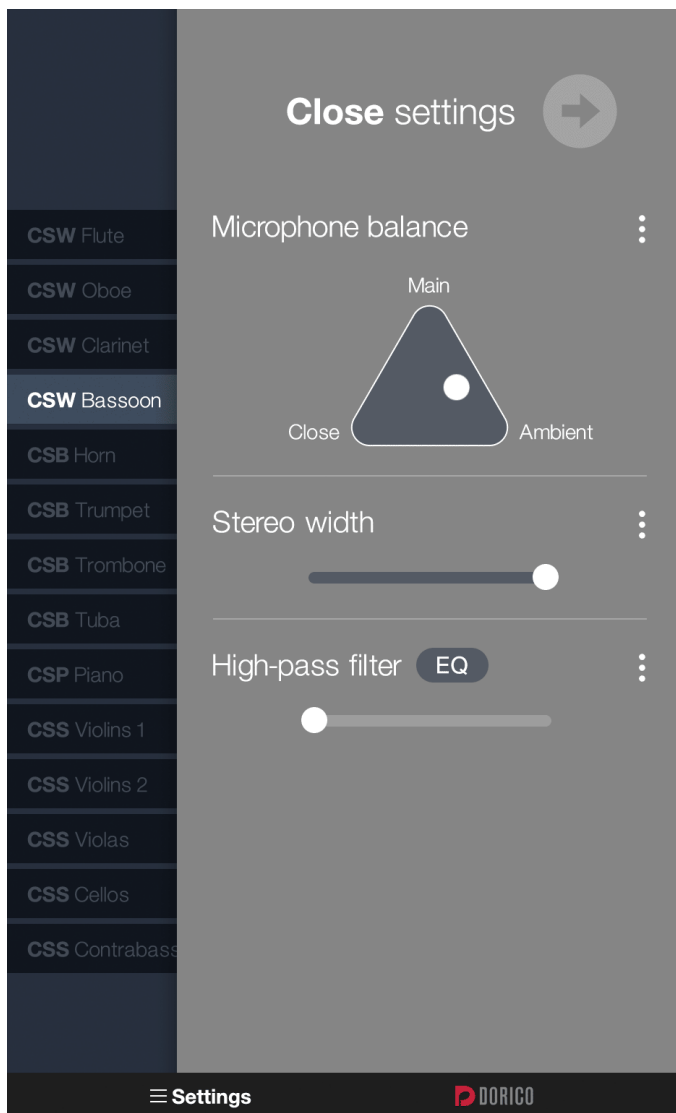 Close settings
CSW Flute
CSW Oboe
CSW Clarinet
CSW Bassoon
CSB Horn
CSB Trumpet
CSB Trombone
CSB Tuba
CSP Piano
CSS Violins 1
CSS Violins 2
CSS Violas
CSS Cellos
CSS Contrabass
Microphone balance
Main
Close
Ambient
Stereo width
High-pass filter EQ
Settings
DORICO